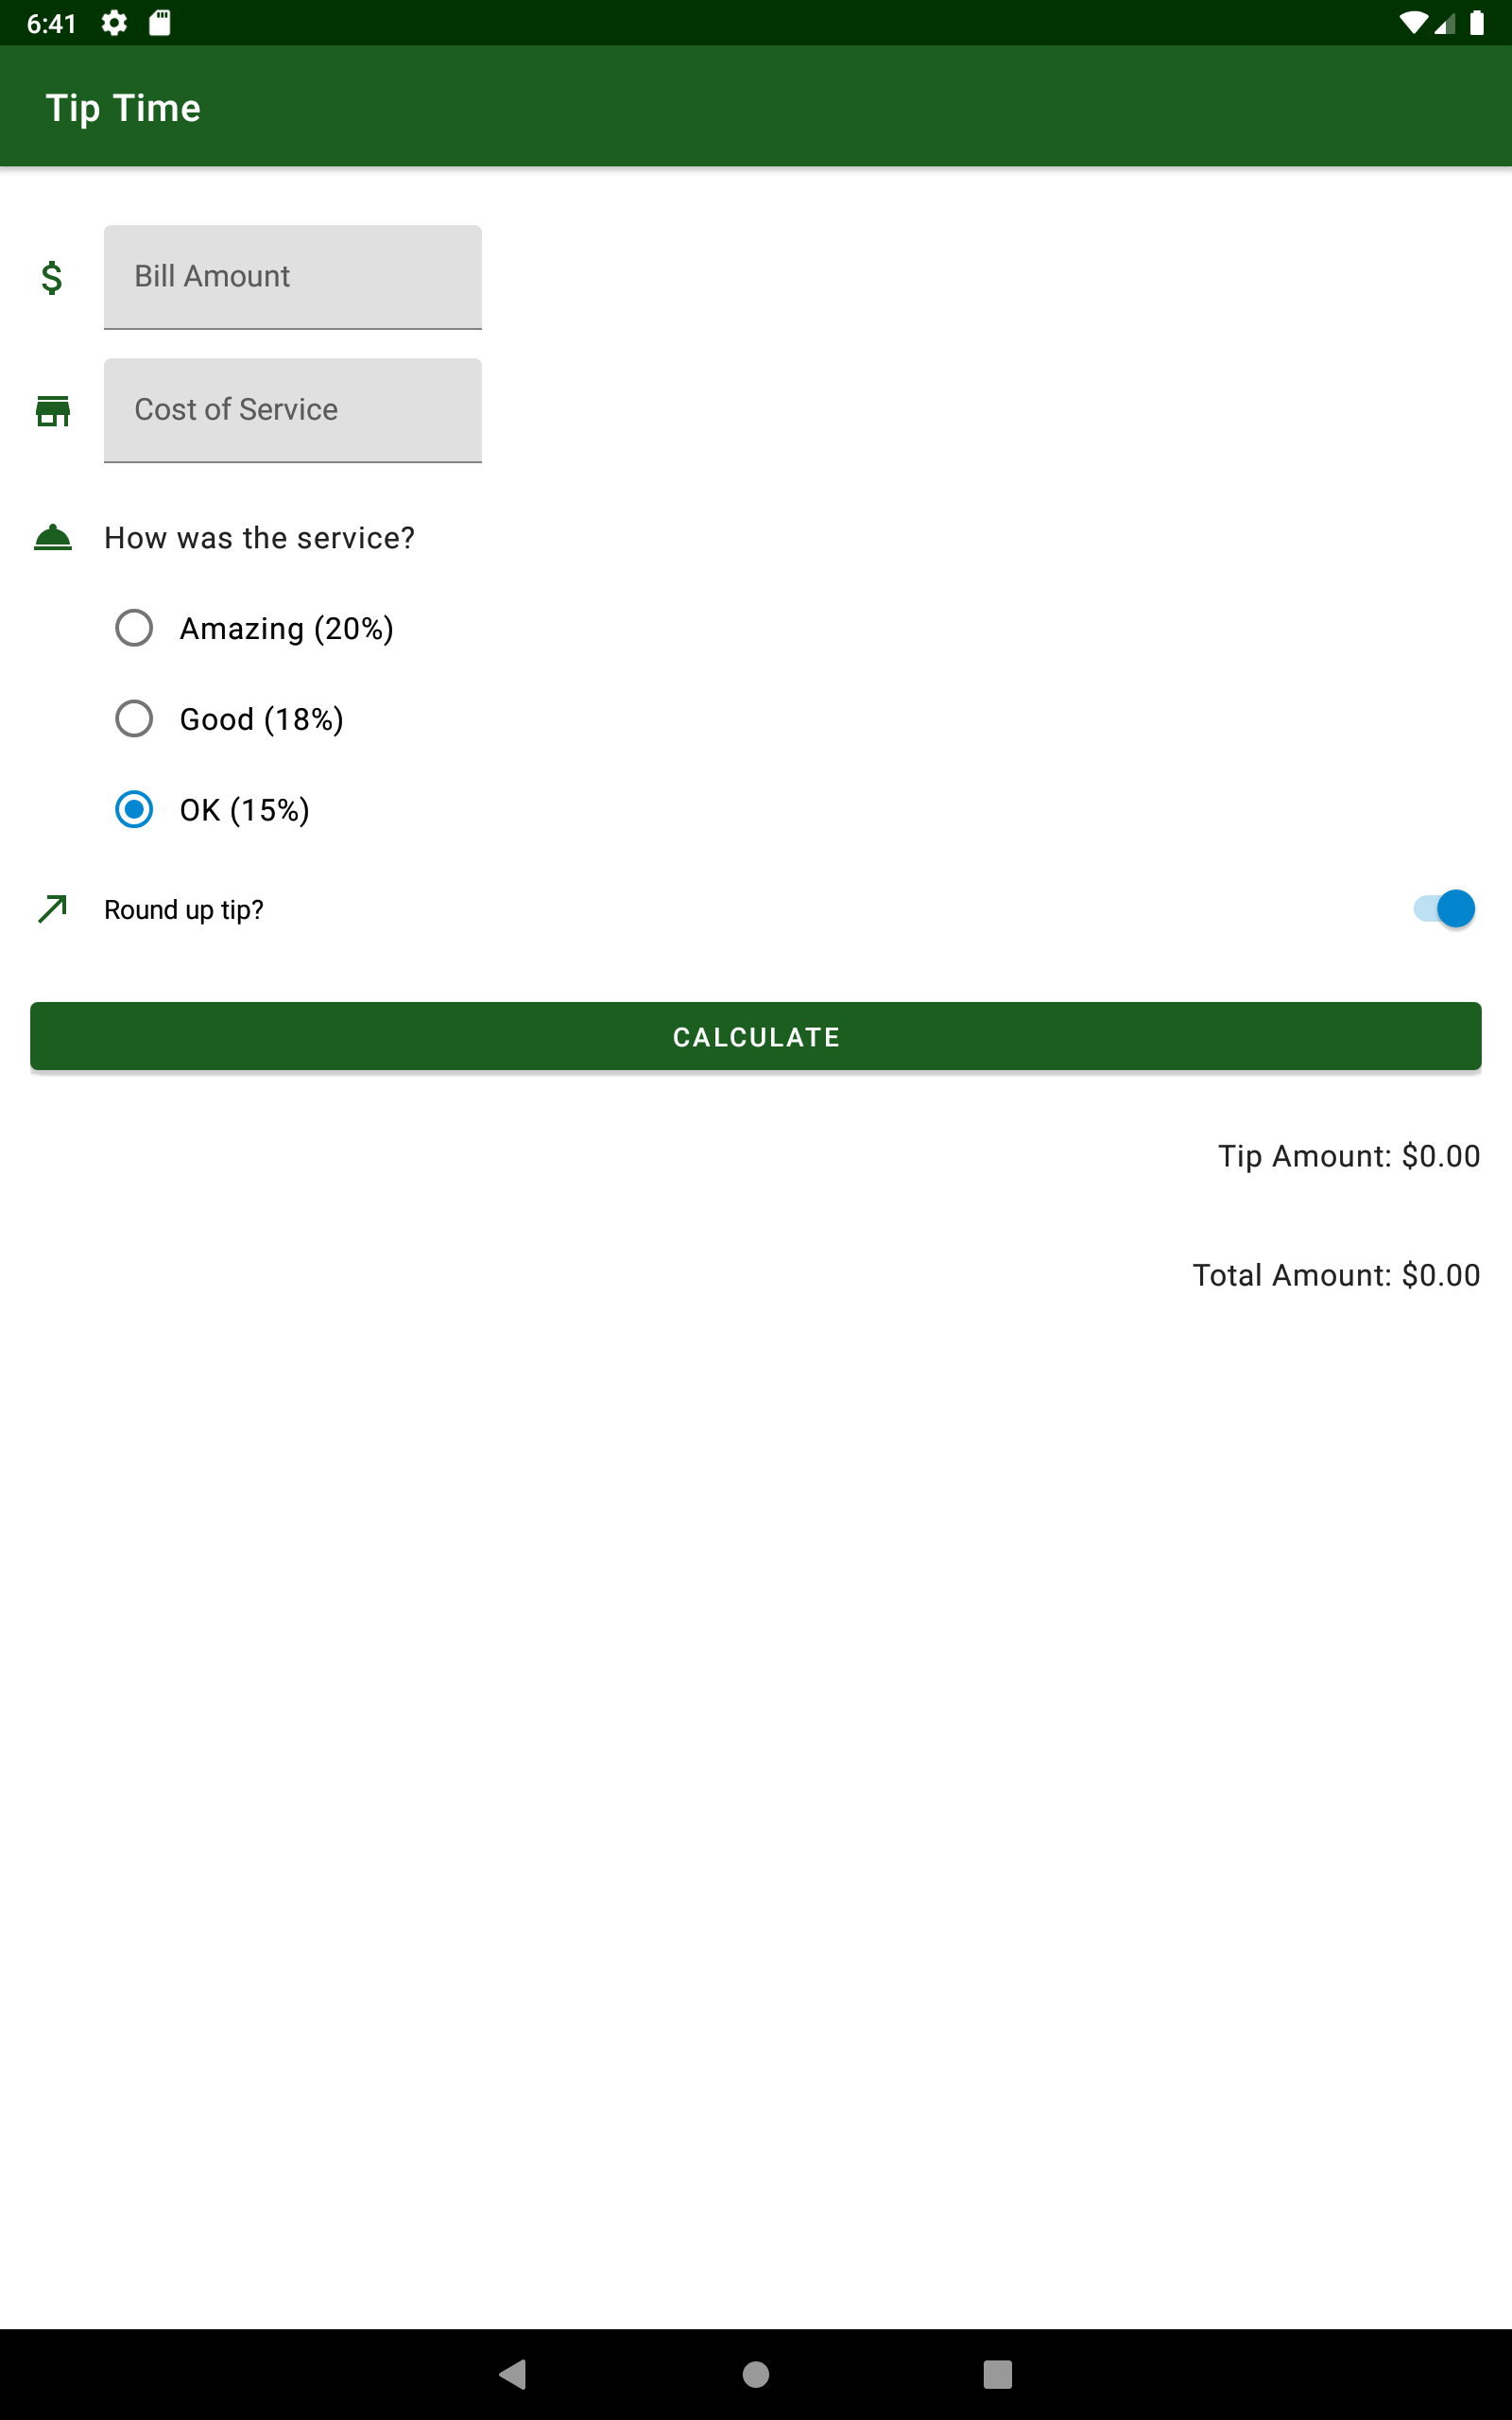 6:41
Tip Time
$
Bill Amount
Cost of Service
How was the service?
Amazing (20%)
Good (18%)
OK (15%)
Round up tip?
CALCULATE
Tip Amount: $0.00
Total Amount: $0.00